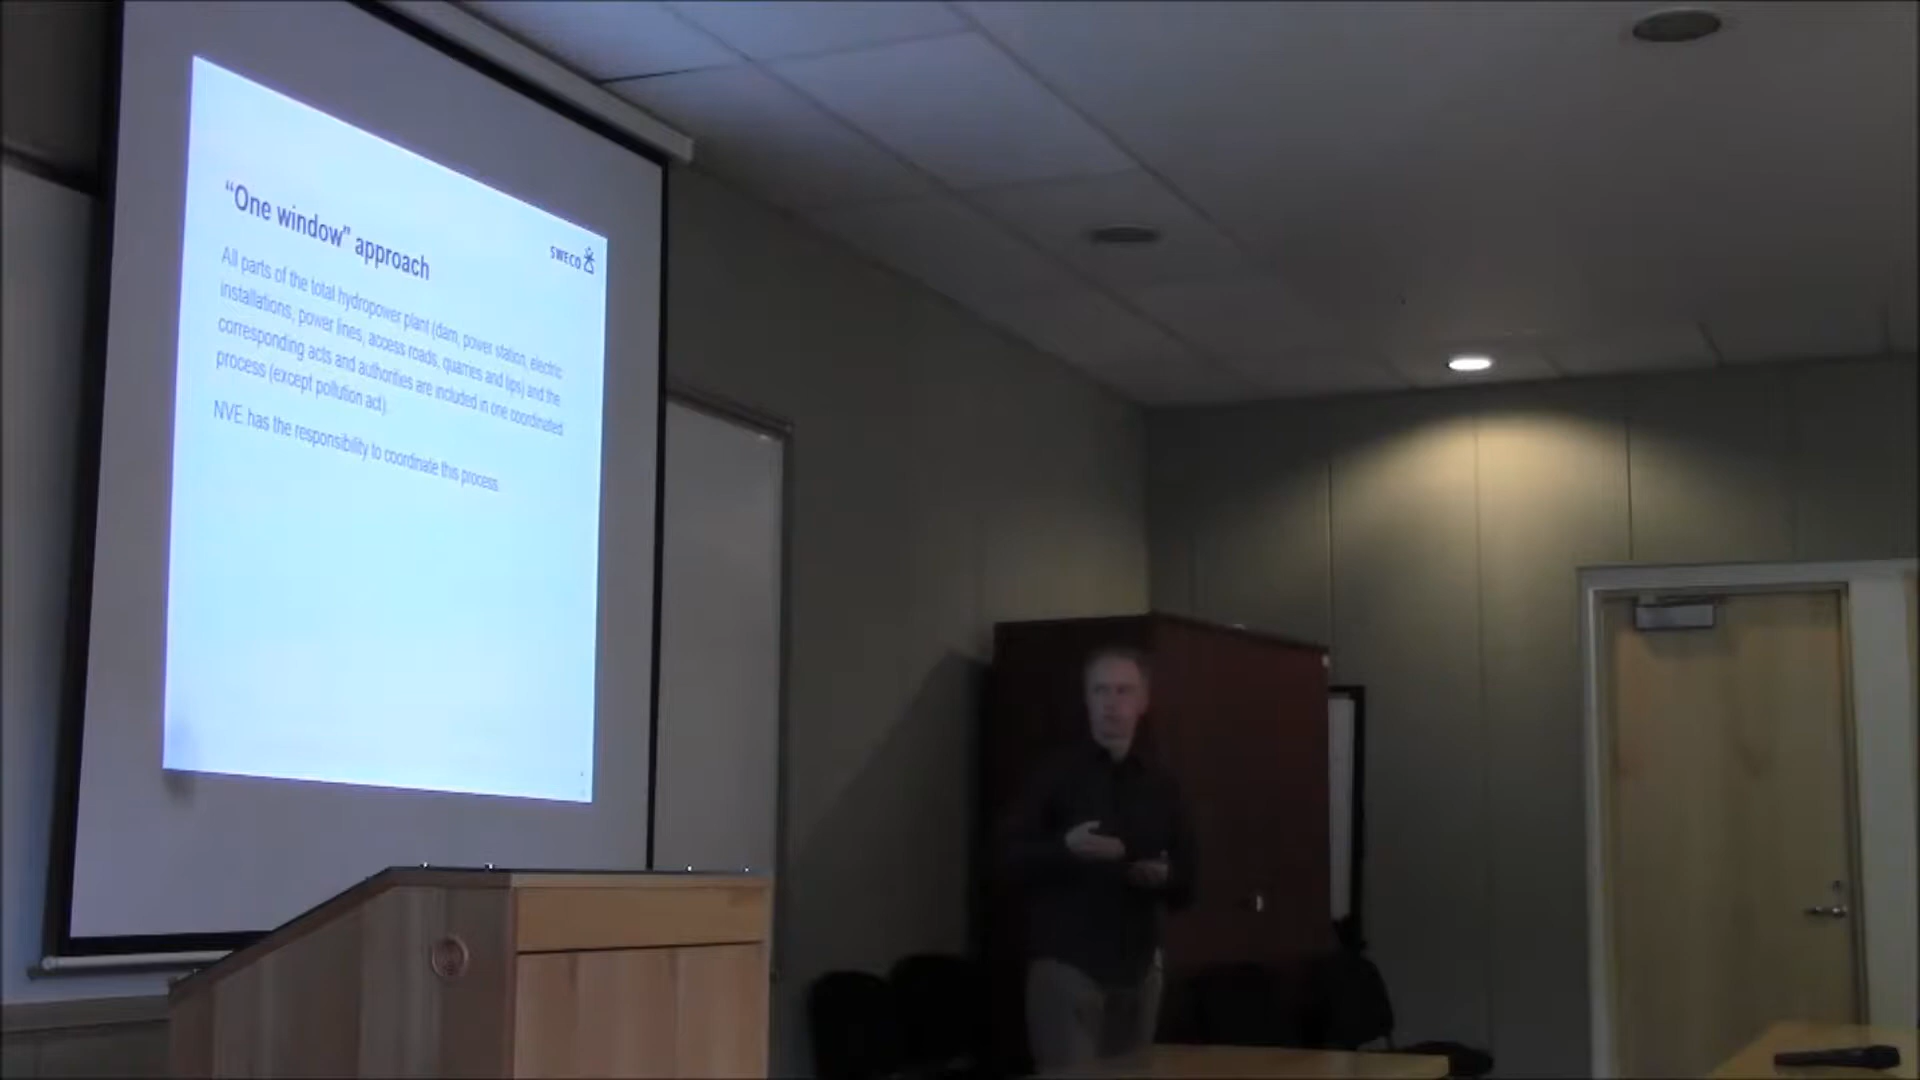 “One window” approach
SWECO
All parts of the total hydropower plant (dam, power station, electric
installations, power lines, access roads, quarries and tips) and the
corresponding acts and authorities are included in one coordinated
process (except pollution act).
NVE has the responsibility to coordinate this process.